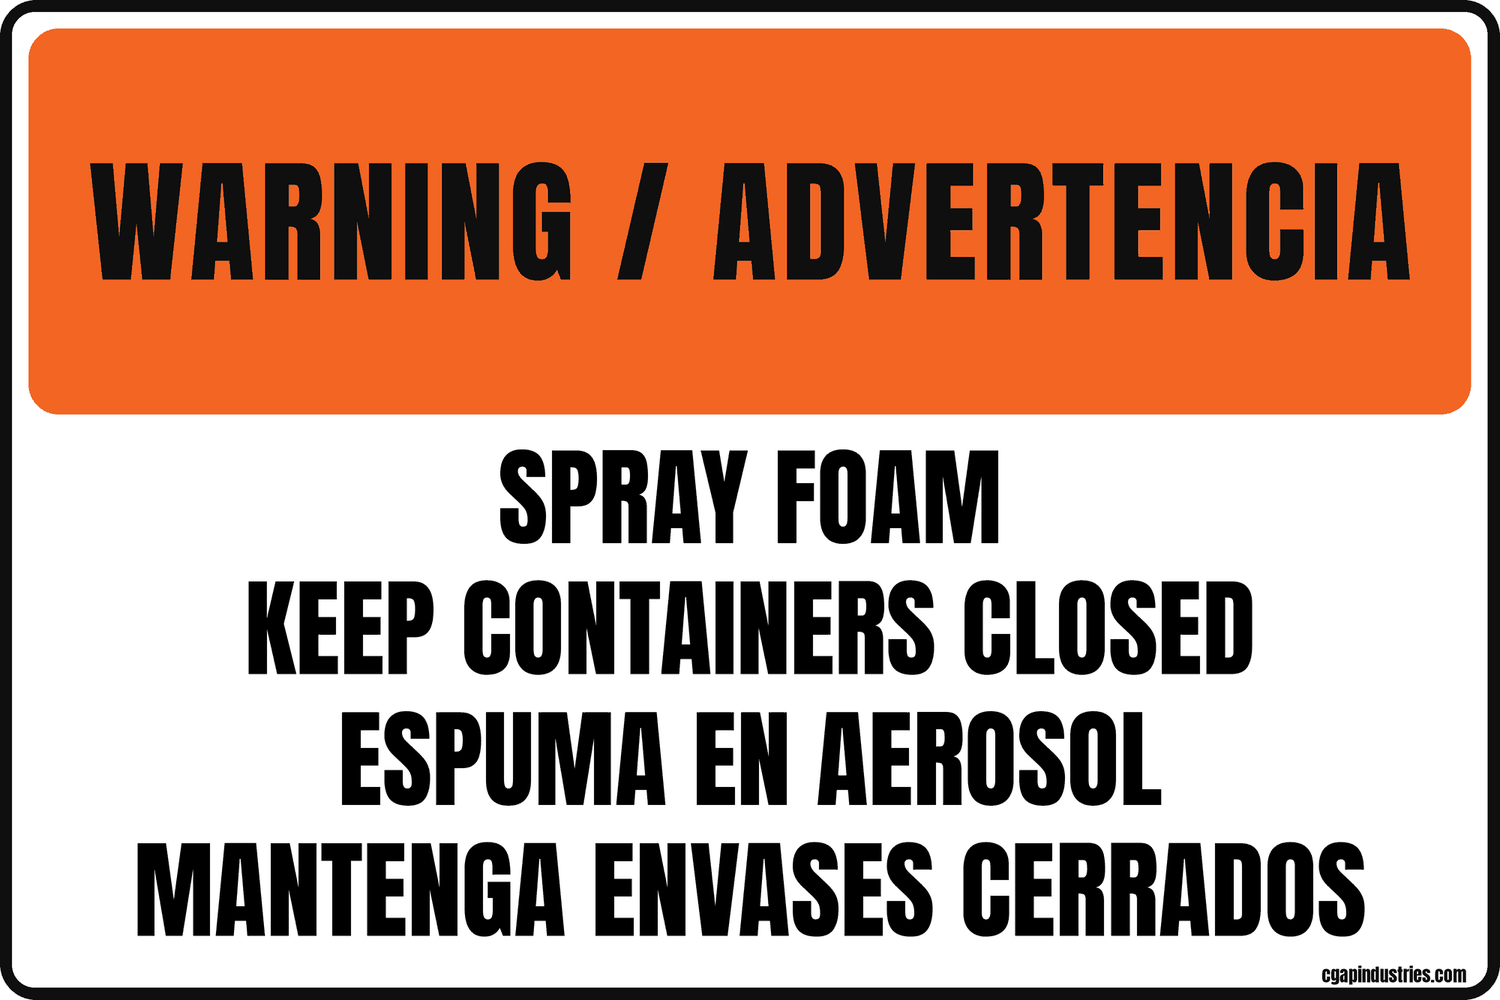 WARNING / ADVERTENCIA
SPRAY FOAM
KEEP CONTAINERS CLOSED
ESPUMA EN AEROSOL
MANTENGA ENVASES CERRADOS
cgapindustries.com